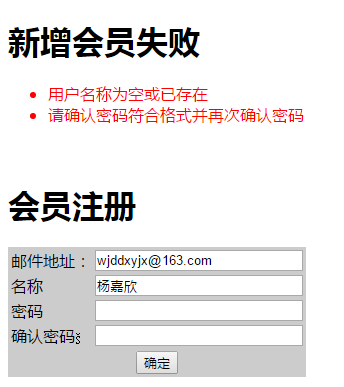 新增会员失败
用户名称为空或已存在
请确认密码符合格式并再次确认密码
会员注册
邮件地址： wjddxyjx@163.com
名称 杨嘉欣
密码
确认密码
确定